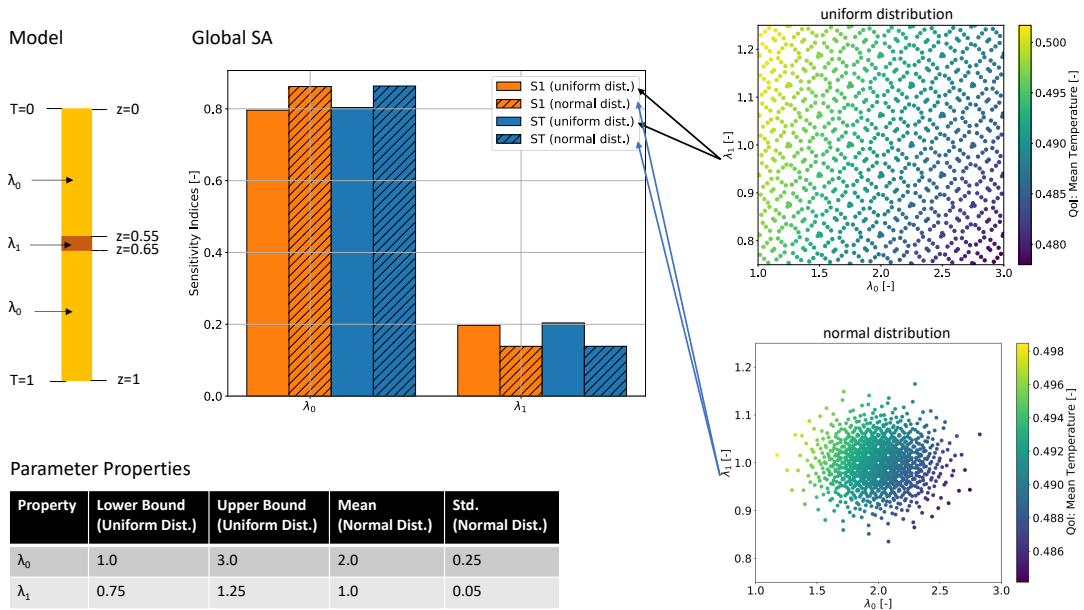 Model
T=0
z=0
λ0
z=0.55
λ1
z=0.65
λ0
T=1
z=1
Global SA
Sensitivity Indices [-]
0.8
0.6
0.4
0.2
0.0
λ0
λ1
S1 (uniform dist.)
S1 (normal dist.)
ST (uniform dist.)
ST (normal dist.)
uniform distribution
λ1 [-]
1.2
1.1
1.0
0.9
0.8
1.0 1.5 2.0 2.5 3.0
λ0 [-]
0.500
0.495
0.490
0.485
0.480
QoI: Mean Temperature [-]
normal distribution
λ1 [-]
1.2
1.1
1.0
0.9
0.8
1.0 1.5 2.0 2.5 3.0
λ0 [-]
0.498
0.496
0.494
0.492
0.490
0.488
0.486
QoI: Mean Temperature [-]
Parameter Properties
Property Lower Bound Upper Bound Mean Std.
(Uniform Dist.) (Uniform Dist.) (Normal Dist.) (Normal Dist.)
λ0 1.0 3.0 2.0 0.25
λ1 0.75 1.25 1.0 0.05